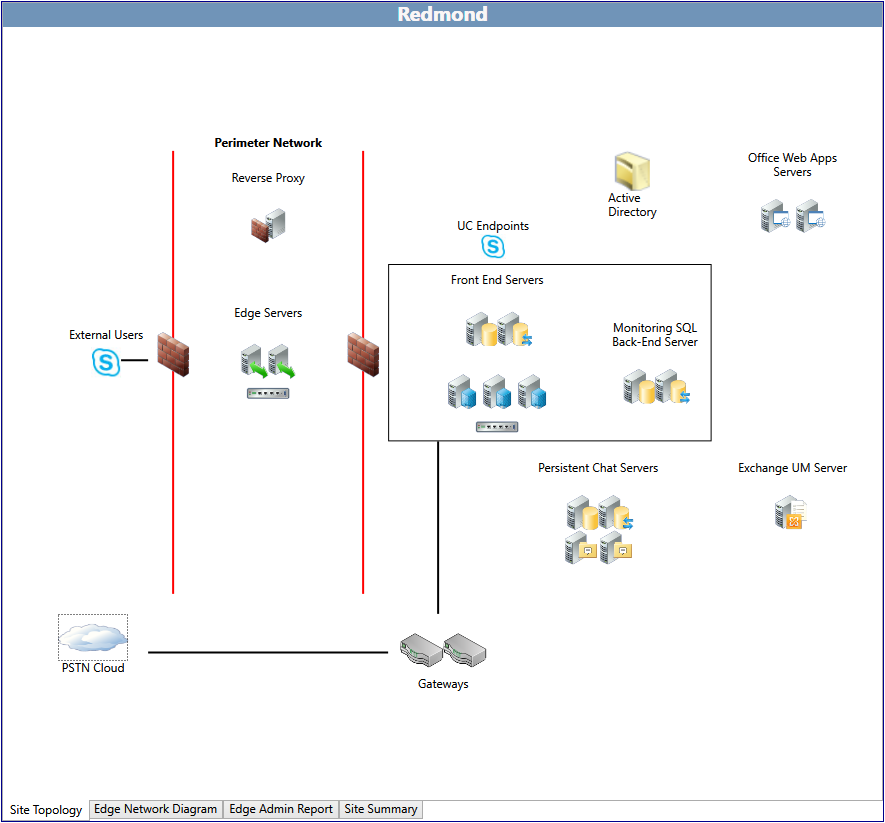 Redmond
Perimeter Network
Reverse Proxy
Active
Directory
Office Web Apps
Servers
UC Endpoints
Front End Servers
Edge Servers
External Users
Monitoring SQL
Back-End Server
Persistent Chat Servers
Exchange UM Server
PSTN Cloud
Gateways
Site Topology
Edge Network Diagram
Edge Admin Report
Site Summary